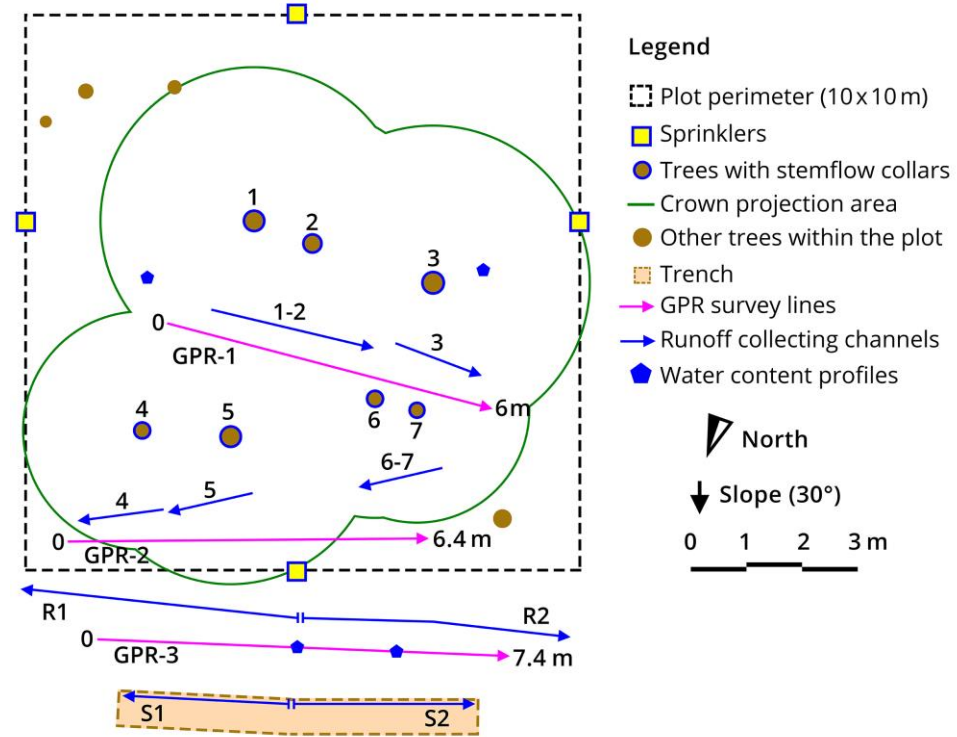 Legend
Plot perimeter (10 x 10 m)
Sprinklers
Trees with stemflow collars
Crown projection area
Other trees within the plot
Trench
GPR survey lines
Runoff collecting channels
Water content profiles
North
Slope (30°)
0 1 2 3 m
1
2
3
1-2
3
0
GPR-1
6m
4
5
6
7
6-7
4
5
0
GPR-2
6.4 m
R1
R2
0
GPR-3
7.4 m
S1
S2